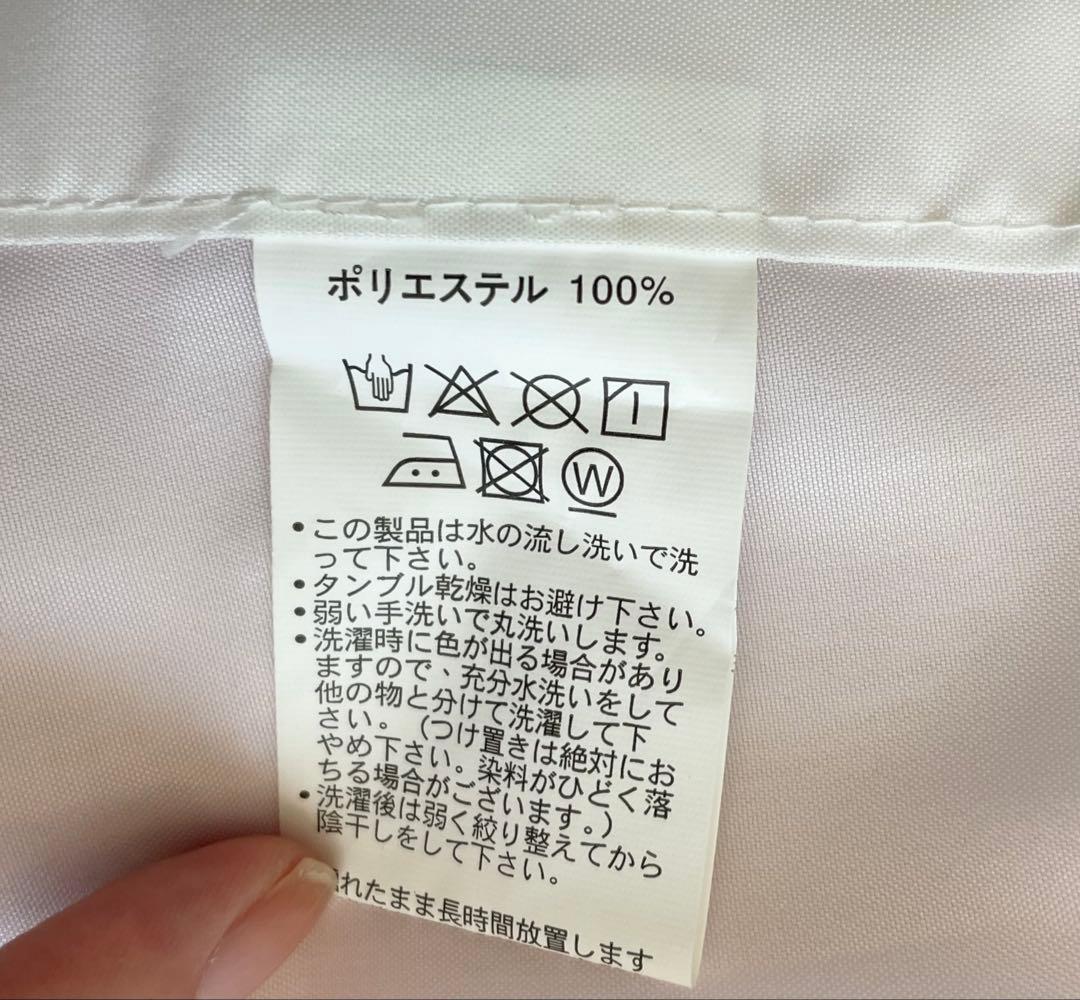 ポリエステル 100%
W
• この製品は水の流し洗いで洗
って下さい。
• タンブル乾燥はお避け下さい。
• 弱い手洗いで丸洗いします。
• 洗濯時に色が出る場合があり
ますので、充分水洗いをして
他の物と分けて洗濯して下
さい。(つけ置きは絶対にお
やめ下さい。染料がひどく落
ちる場合がございます。)
• 洗濯後は弱く絞り整えてから
陰干しをして下さい。
れたまま長時間放置します